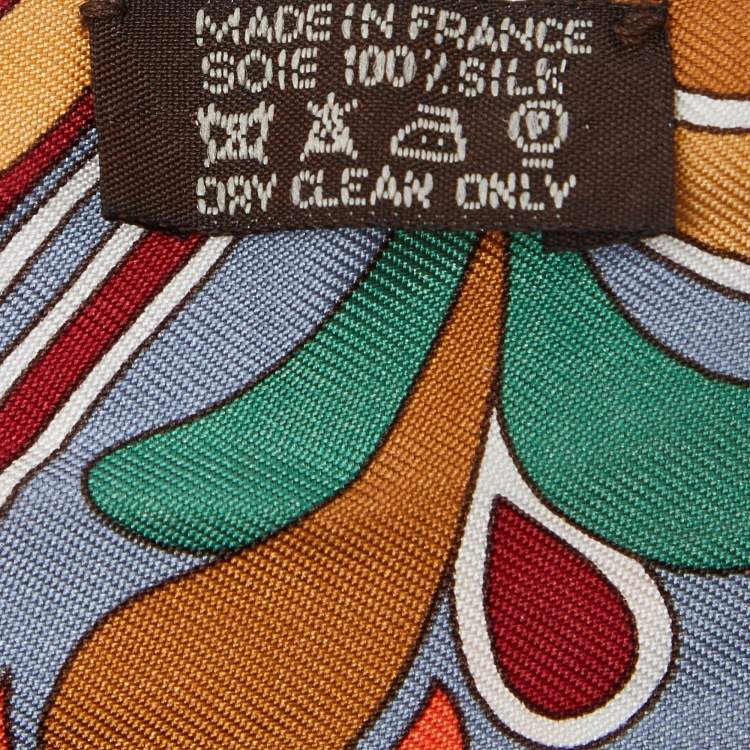 MADE IN FRANCE
SOIE 100% SILK
P
DRY CLEAN ONLY